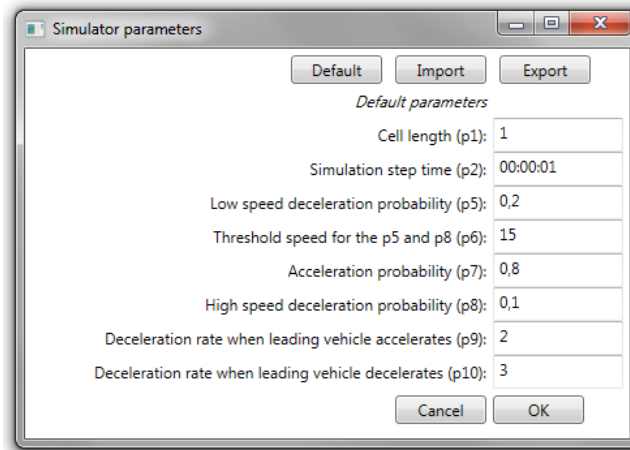 Simulator parameters
Default Import Export
Default parameters
Cell length (p1): 1
Simulation step time (p2): 00:00:01
Low speed deceleration probability (p5): 0,2
Threshold speed for the p5 and p8 (p6): 15
Acceleration probability (p7): 0,8
High speed deceleration probability (p8): 0,1
Deceleration rate when leading vehicle accelerates (p9): 2
Deceleration rate when leading vehicle decelerates (p10): 3
Cancel OK